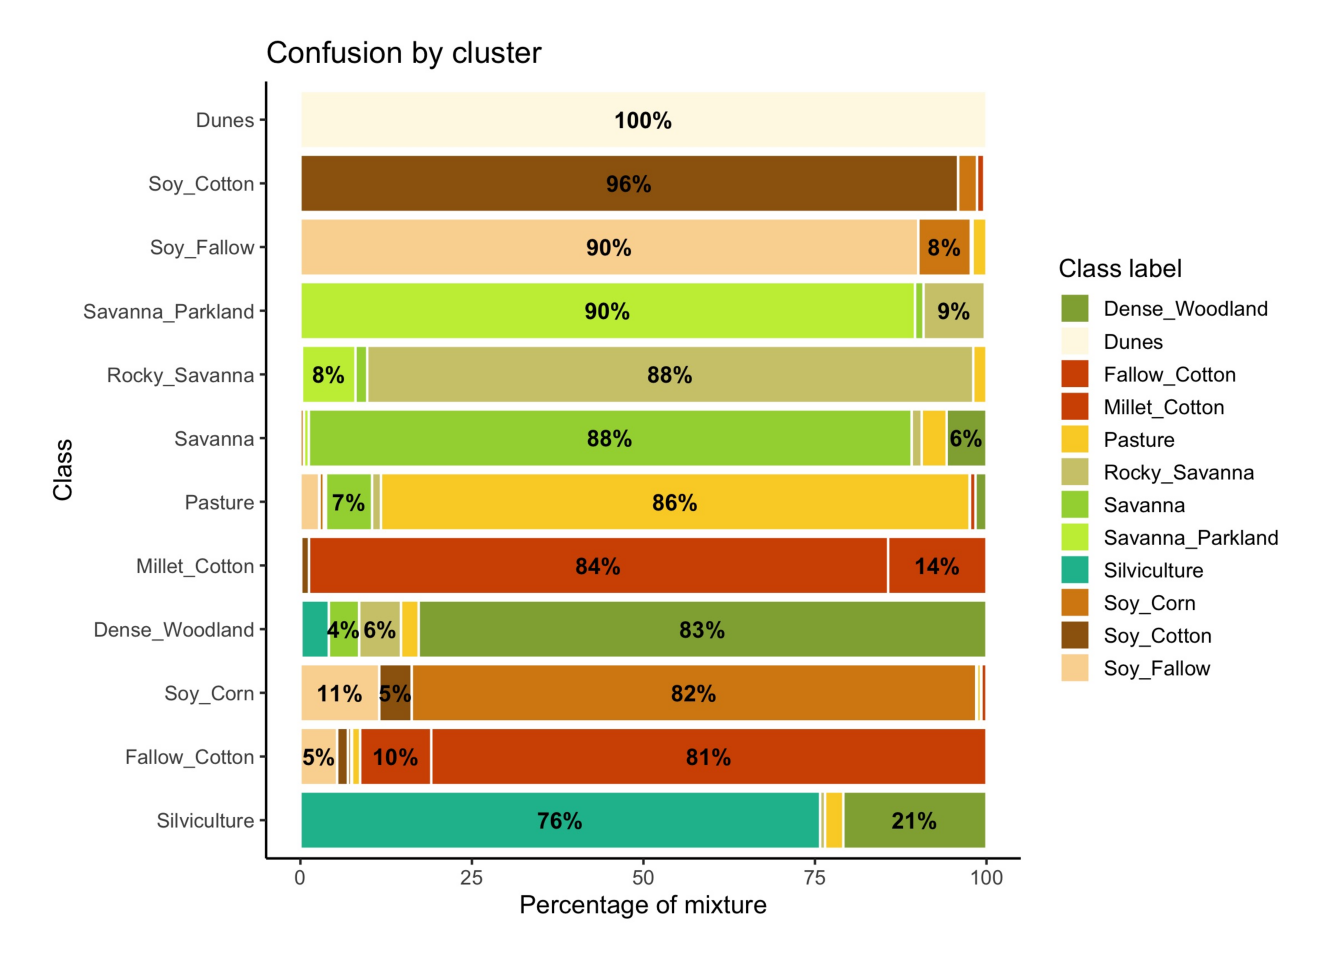 Confusion by cluster
Class
Dunes 100%
Soy_Cotton 96%
Soy_Fallow 90% 8%
Savanna_Parkland 90% 9%
Rocky_Savanna 8% 88%
Savanna 88% 6%
Pasture 7% 86%
Millet_Cotton 84% 14%
Dense_Woodland 4% 6% 83%
Soy_Corn 11% 5% 82%
Fallow_Cotton 5% 10% 81%
Silviculture 76% 21%
0 25 50 75 100
Percentage of mixture
Class label
Dense_Woodland
Dunes
Fallow_Cotton
Millet_Cotton
Pasture
Rocky_Savanna
Savanna
Savanna_Parkland
Silviculture
Soy_Corn
Soy_Cotton
Soy_Fallow